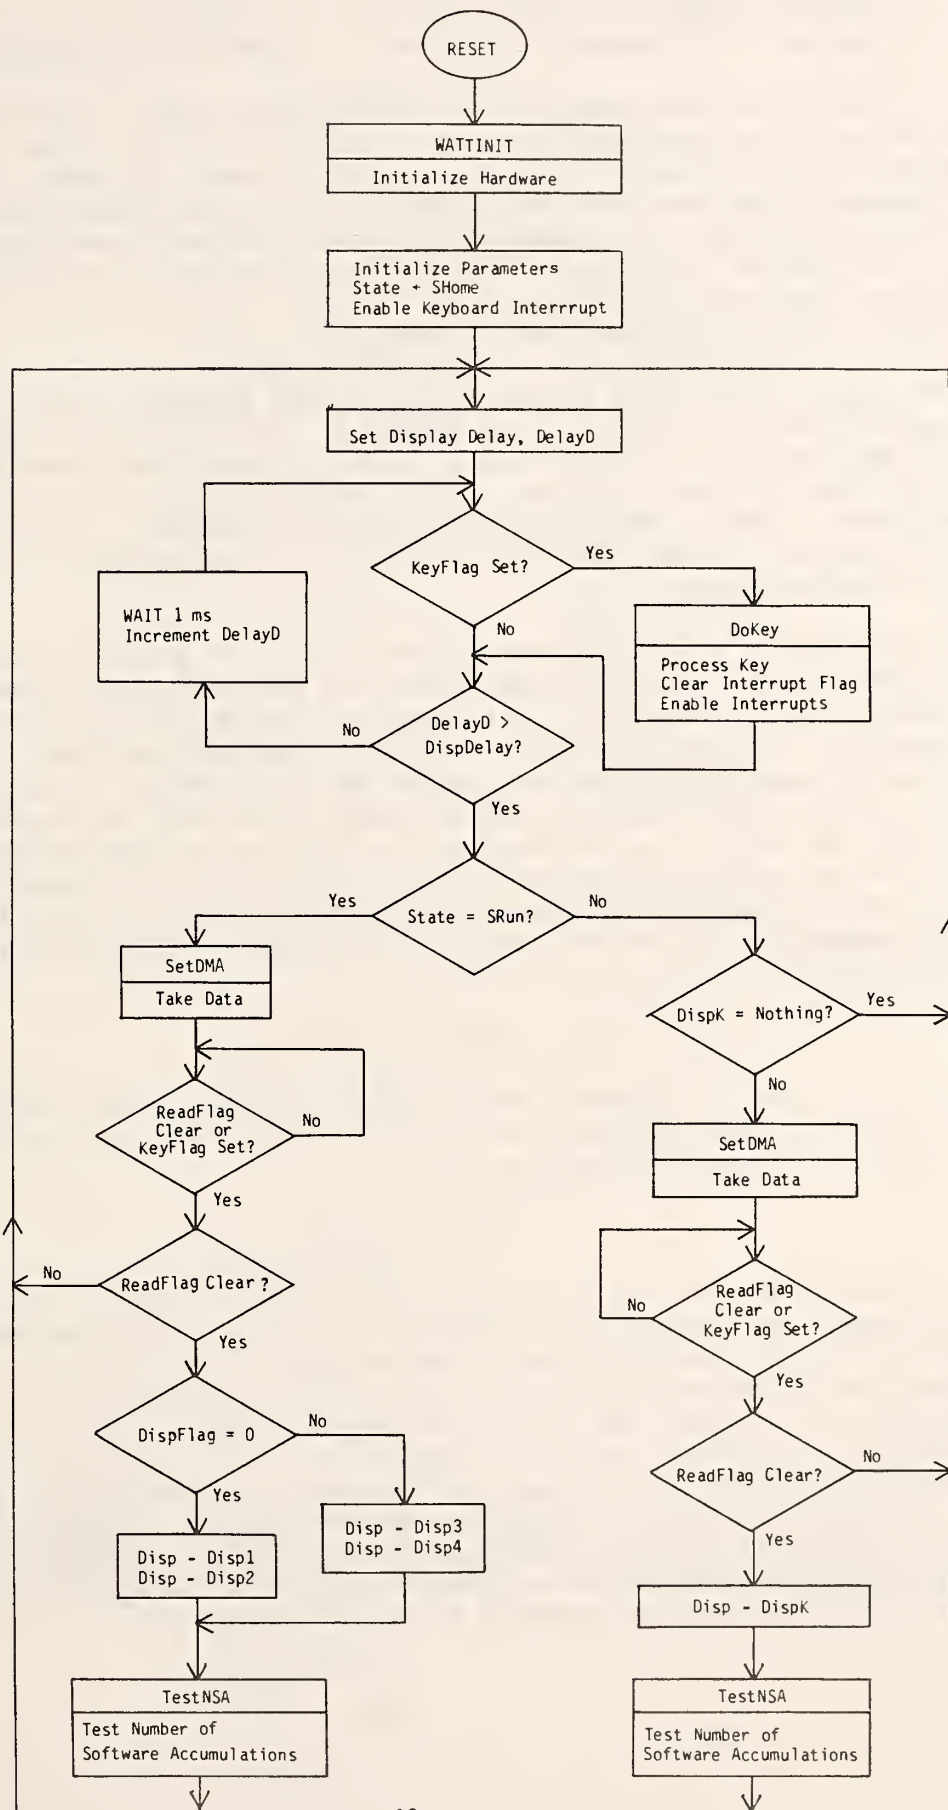 RESET
WATTINIT
Initialize Hardware
Initialize Parameters
State + SHome
Enable Keyboard Interrrupt
Set Display Delay, DelayD
KeyFlag Set?
Yes
No
WAIT 1 ms
Increment DelayD
DoKey
Process Key
Clear Interrupt Flag
Enable Interrupts
DelayD >
DispDelay?
No
Yes
State = SRun?
Yes
No
SetDMA
Take Data
DispK = Nothing?
Yes
No
ReadFlag
Clear or
KeyFlag Set?
No
Yes
SetDMA
Take Data
ReadFlag Clear?
No
Yes
ReadFlag
Clear or
KeyFlag Set?
No
Yes
DispFlag = 0
No
Yes
ReadFlag Clear?
No
Yes
Disp - Disp1
Disp - Disp2
Disp - Disp3
Disp - Disp4
Disp - DispK
TestNSA
Test Number of
Software Accumulations
TestNSA
Test Number of
Software Accumulations